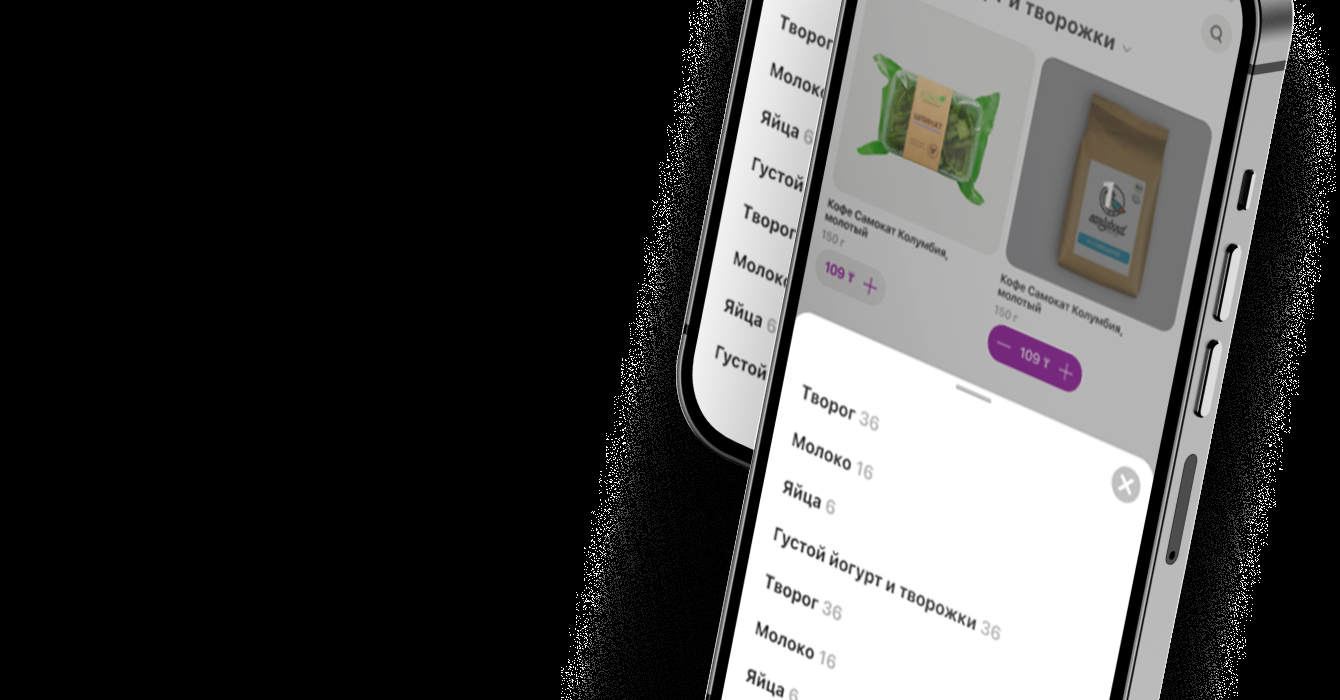 Творог
Молоко
Яйца 6
Густой
Творог
Молоко
Яйца 6
Густой
и творожки
ШПИНАТ
Кофе Самокат Колумбия,
молотый
150 г
109 ₸ +
Кофе Самокат Колумбия,
молотый
150 г
— 109 ₸ +
Творог 36
Молоко 16
Яйца 6
Густой йогурт и творожки 36
Творог 36
Молоко 16
Яйца 6